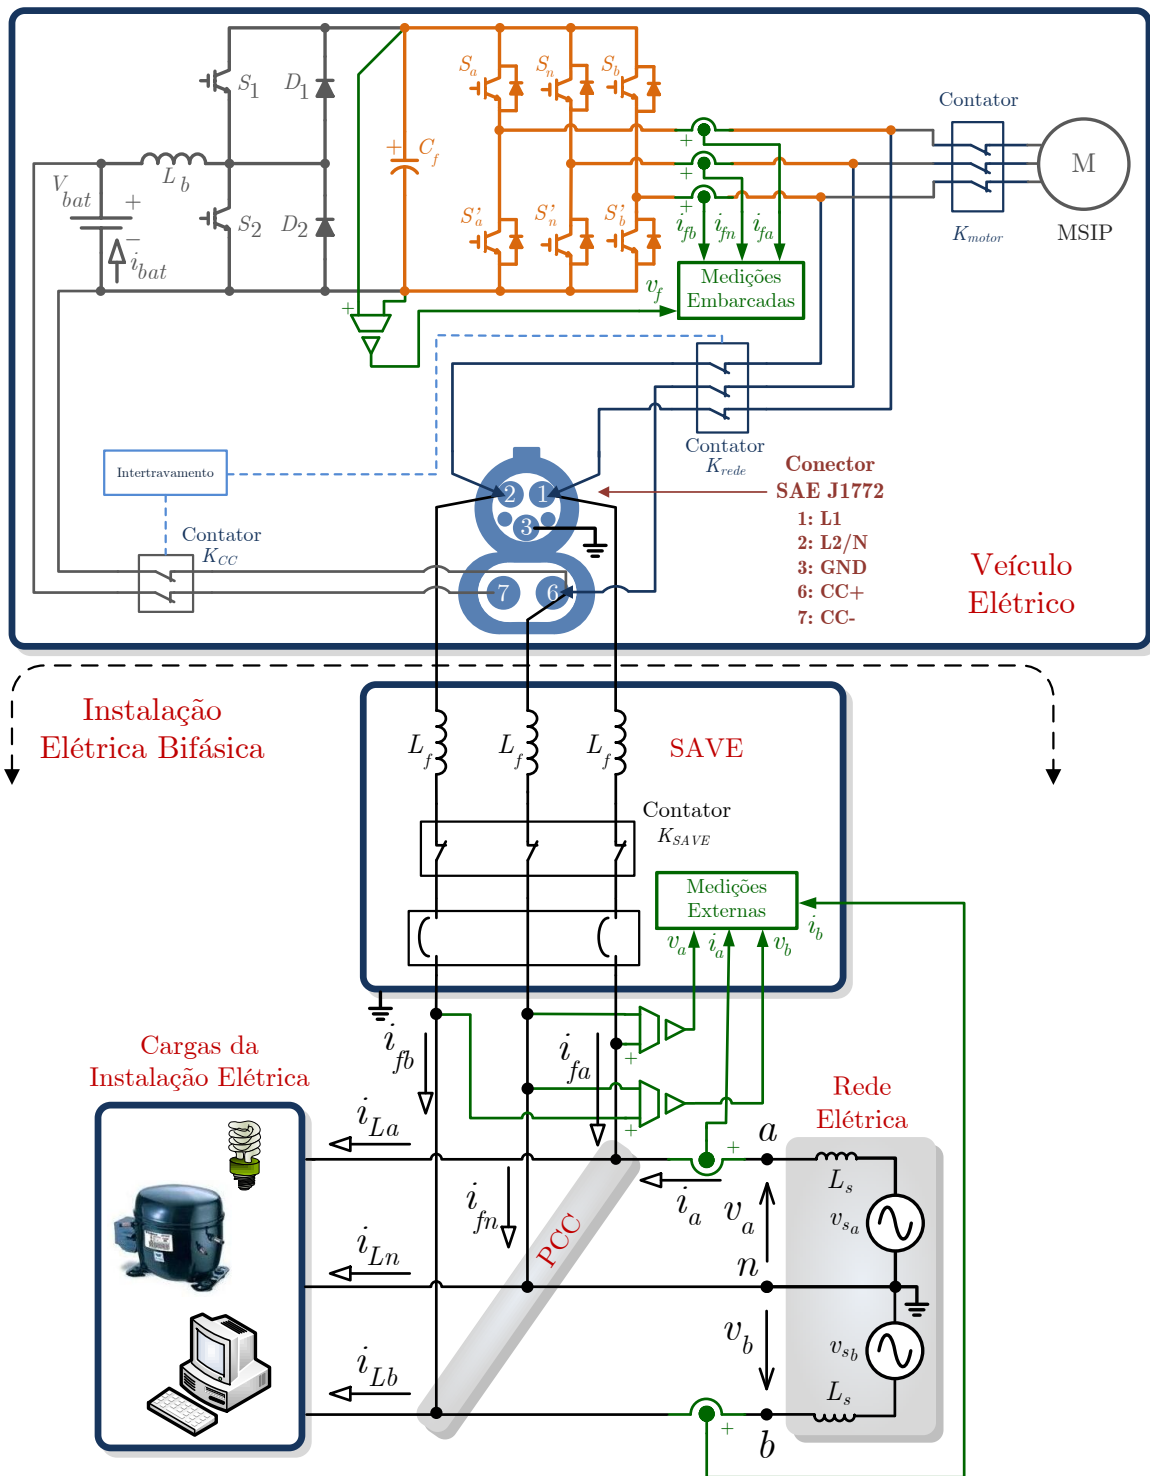 S1
D1
Sa
Sn
Sb
Contator
+
Cf
Vbat
Lb
+
+
+
+
M
S2
D2
S'a
S'n
S'b
ifb
ifn
ifa
Kmotor
MSIP
−
ibat
vf
Medições
Embarcadas
+
Intertravamento
Contator
Krede
Contator
KCC
2
1
3
7
6
Conector
SAE J1772
1: L1
2: L2/N
3: GND
6: CC+
7: CC-
Veículo
Elétrico
Instalação
Elétrica Bifásica
Lf
Lf
Lf
SAVE
Contator
KSAVE
Medições
Externas
va
ia
vb
ib
ifb
ifa
+
+
Cargas da
Instalação Elétrica
Rede
Elétrica
iLa
a
+
ifn
ia
va
Ls
vsa
PCC
iLn
n
vb
vsb
iLb
Ls
+
b